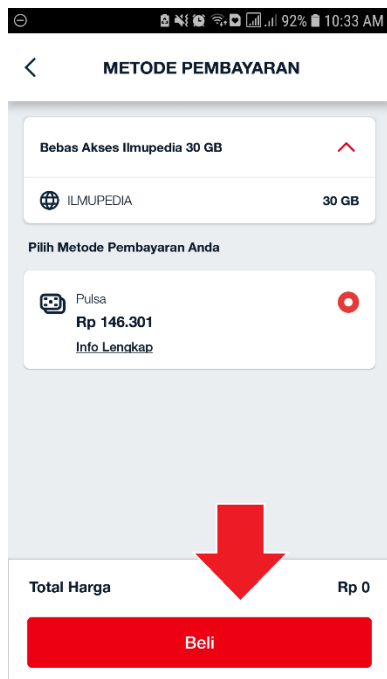 92% 10:33 AM
METODE PEMBAYARAN
Bebas Akses Ilmupedia 30 GB
ILMUPEDIA 30 GB
Pilih Metode Pembayaran Anda
Pulsa
Rp 146.301
Info Lengkap
Total Harga Rp 0
Beli